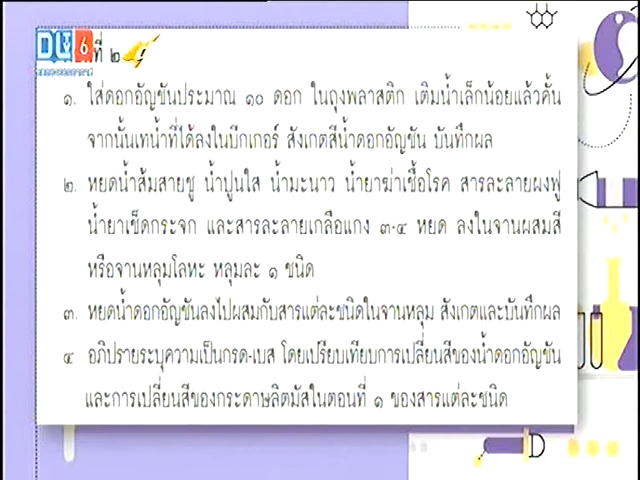 ที่ ๒
๑. ใส่ดอกอัญชันประมาณ ๑๐ ดอก ในถุงพลาสติก เติมน้ำเล็กน้อยแล้วคั้น
จากนั้นเทน้ำที่ได้ลงในบีกเกอร์ สังเกตสีน้ำดอกอัญชัน บันทึกผล
๒. หยดน้ำส้มสายชู น้ำปูนใส น้ำมะนาว น้ำยาฆ่าเชื้อโรค สารละลายผงฟู
น้ำยาเช็ดกระจก และสารละลายเกลือแกง ๓-๔ หยด ลงในจานผสมสี
หรือจานหลุมโลหะ หลุมละ ๑ ชนิด
๓. หยดน้ำดอกอัญชันลงไปผสมกับสารแต่ละชนิดในจานหลุม สังเกตและบันทึกผล
๔ อภิปรายระบุความเป็นกรด-เบส โดยเปรียบเทียบการเปลี่ยนสีของน้ำดอกอัญชัน
และการเปลี่ยนสีของกระดาษลิตมัสในตอนที่ ๑ ของสารแต่ละชนิด